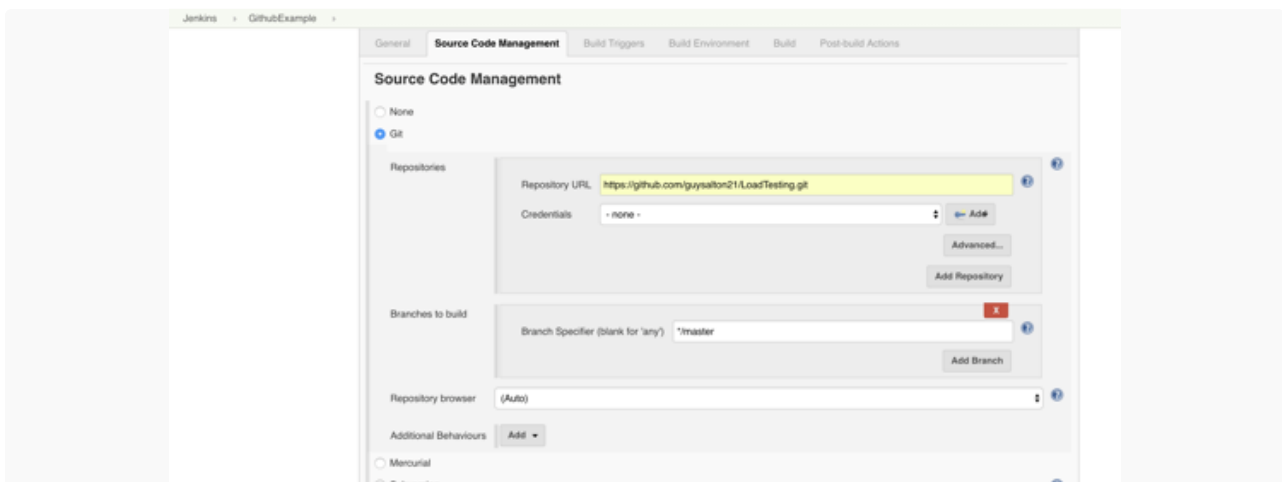 Jenkins › GithubExample ›
General Source Code Management Build Triggers Build Environment Build Post-build Actions
Source Code Management
None
Git
Repositories
Repository URL https://github.com/guysalton21/LoadTesting.git
Credentials - none - Add
Advanced...
Add Repository
Branches to build
X
Branch Specifier (blank for 'any') */master
Add Branch
Repository browser (Auto)
Additional Behaviours Add
Mercurial